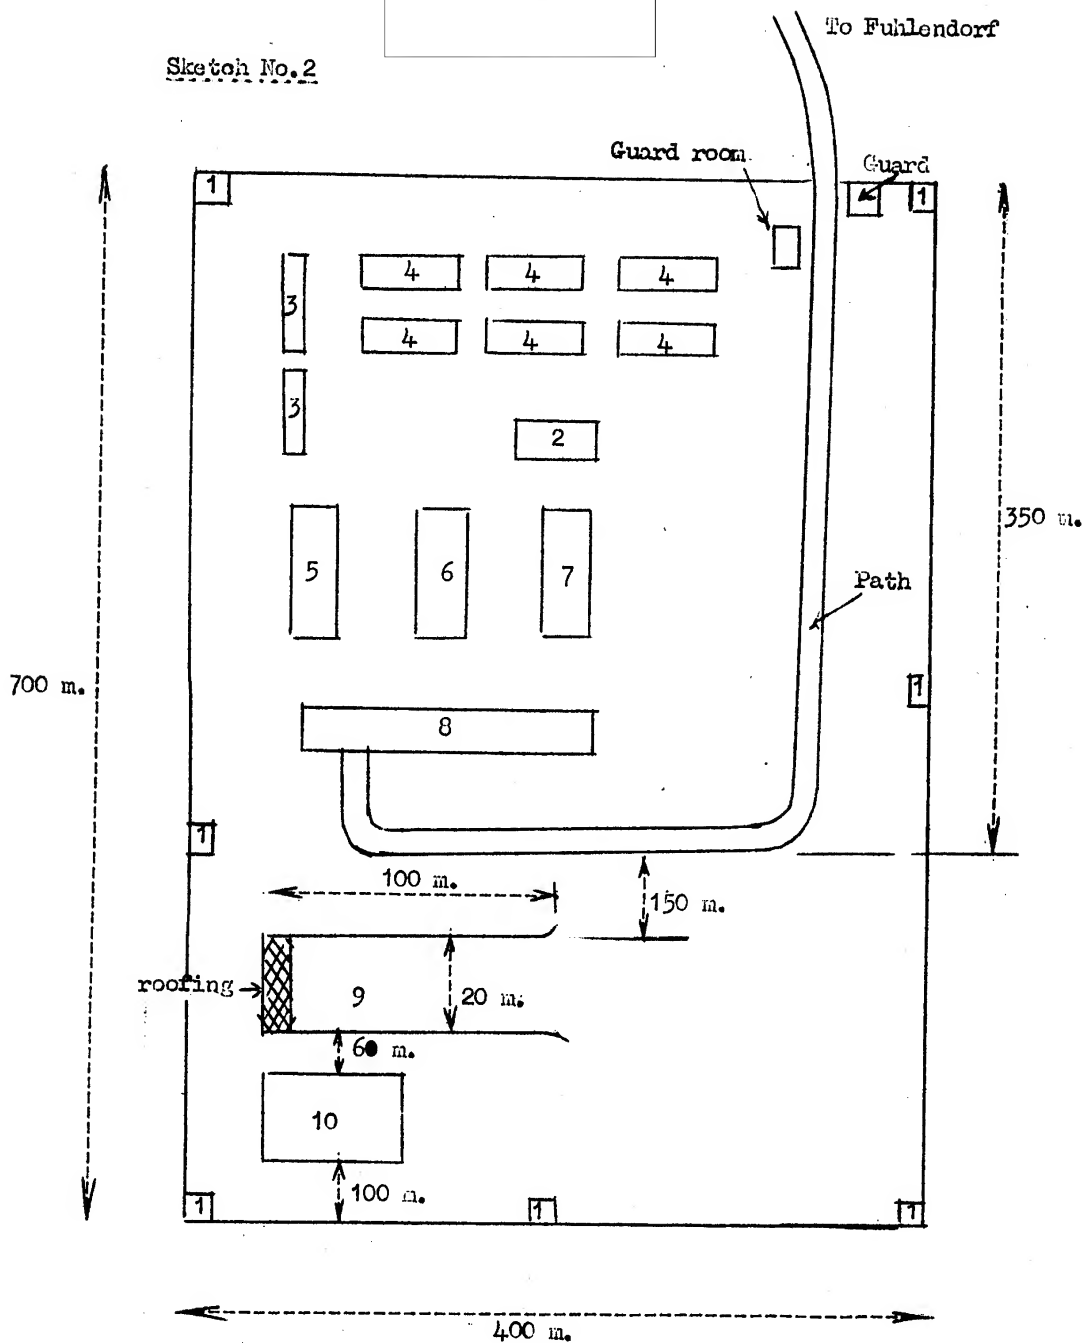 To Fuhlendorf
Sketch No.2
Guard room
Guard
1
1
4 4 4
3
4 4 4
3
2
350 m.
5 6 7
Path
700 m.
1
8
1
100 m.
150 m.
roofing
9
20 m.
60 m.
10
100 m.
1 1 1
400 m.